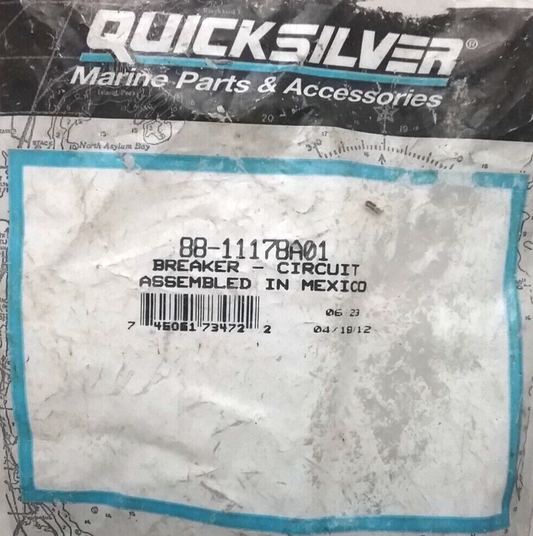 QUICKSILVER®
Marine Parts & Accessories
North Asylum Bay
88-11178A01
BREAKER - CIRCUIT
ASSEMBLED IN MEXICO
06 23
7 45061 73472 2
04/18/12